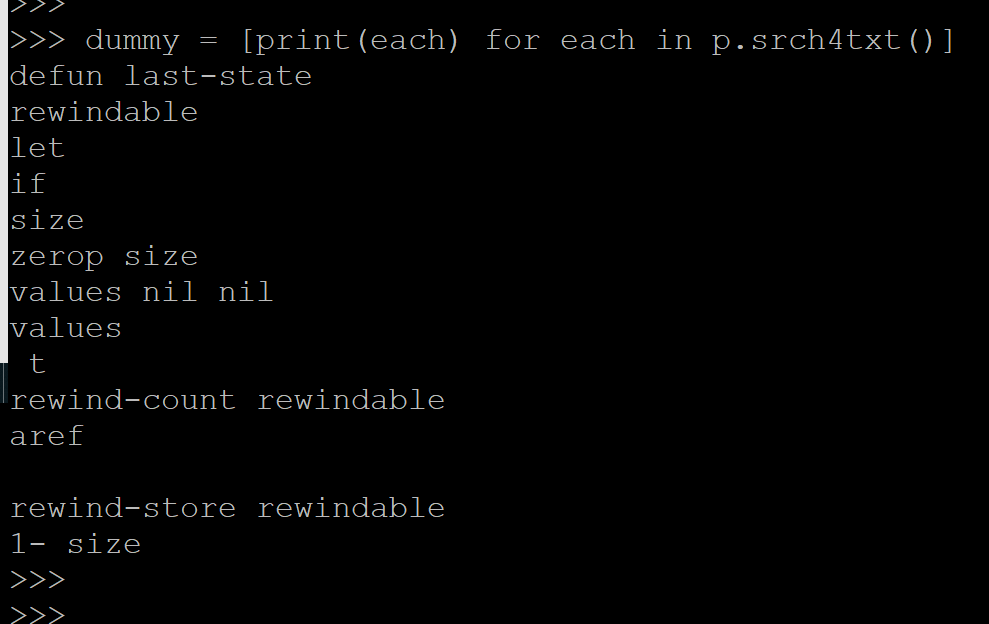 >>>
>>> dummy = [print(each) for each in p.srch4txt()]
defun last-state
rewindable
let
if
size
zerop size
values nil nil
values
 t
rewind-count rewindable
aref

rewind-store rewindable
1- size
>>>
>>>